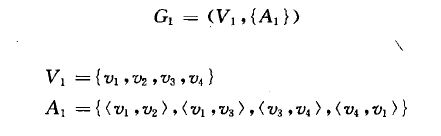 G₁ = (V₁,{A₁})
V₁={v₁,v₂,v₃,v₄}
A₁={⟨v₁,v₂⟩,⟨v₁,v₃⟩,⟨v₃,v₄⟩,⟨v₄,v₁⟩}